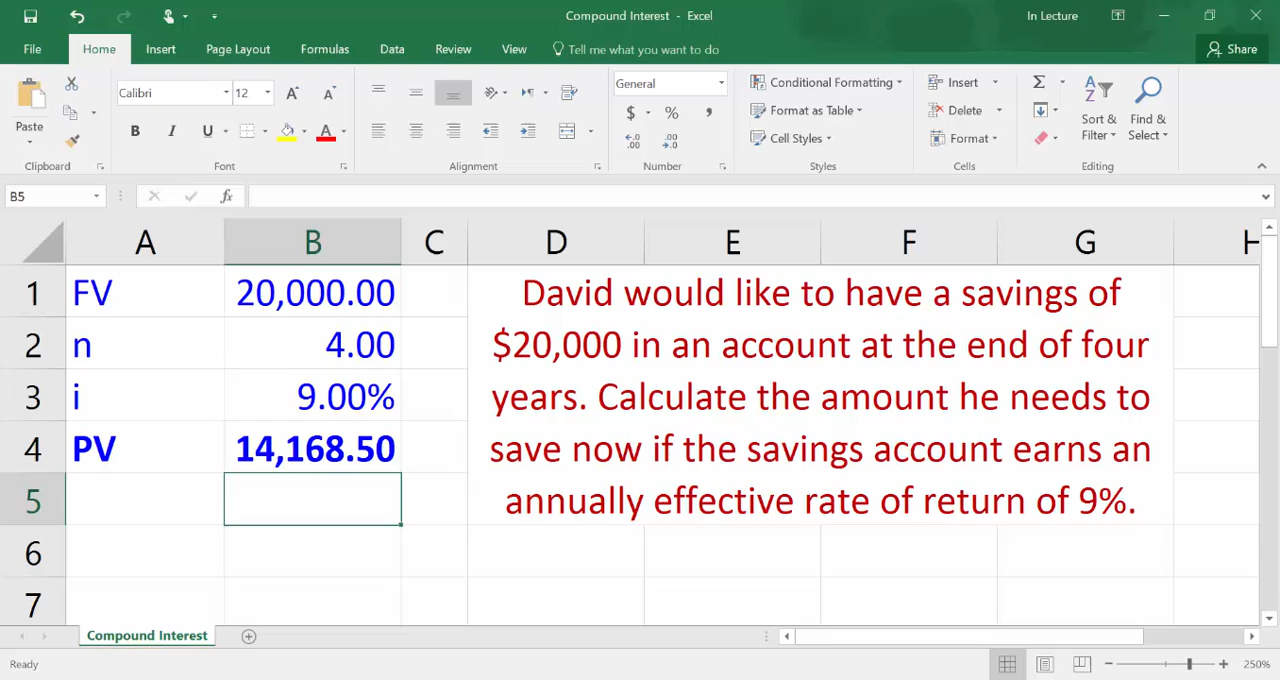 Compound Interest - Excel
In Lecture
File
Home
Insert
Page Layout
Formulas
Data
Review
View
Tell me what you want to do
Share
Paste
Clipboard
Calibri
12
A A
B I U A
Font
Alignment
General
$ % ,
.0 .00
.00 .0
Number
Conditional Formatting
Format as Table
Cell Styles
Styles
Insert
Delete
Format
Cells
Σ
A
Z
Sort &
Filter
Find &
Select
Editing
B5
fx
A B C D E F G H
1 FV 20,000.00
2 n 4.00
3 i 9.00%
4 PV 14,168.50
5
6
7
David would like to have a savings of
$20,000 in an account at the end of four
years. Calculate the amount he needs to
save now if the savings account earns an
annually effective rate of return of 9%.
Compound Interest
Ready
250%